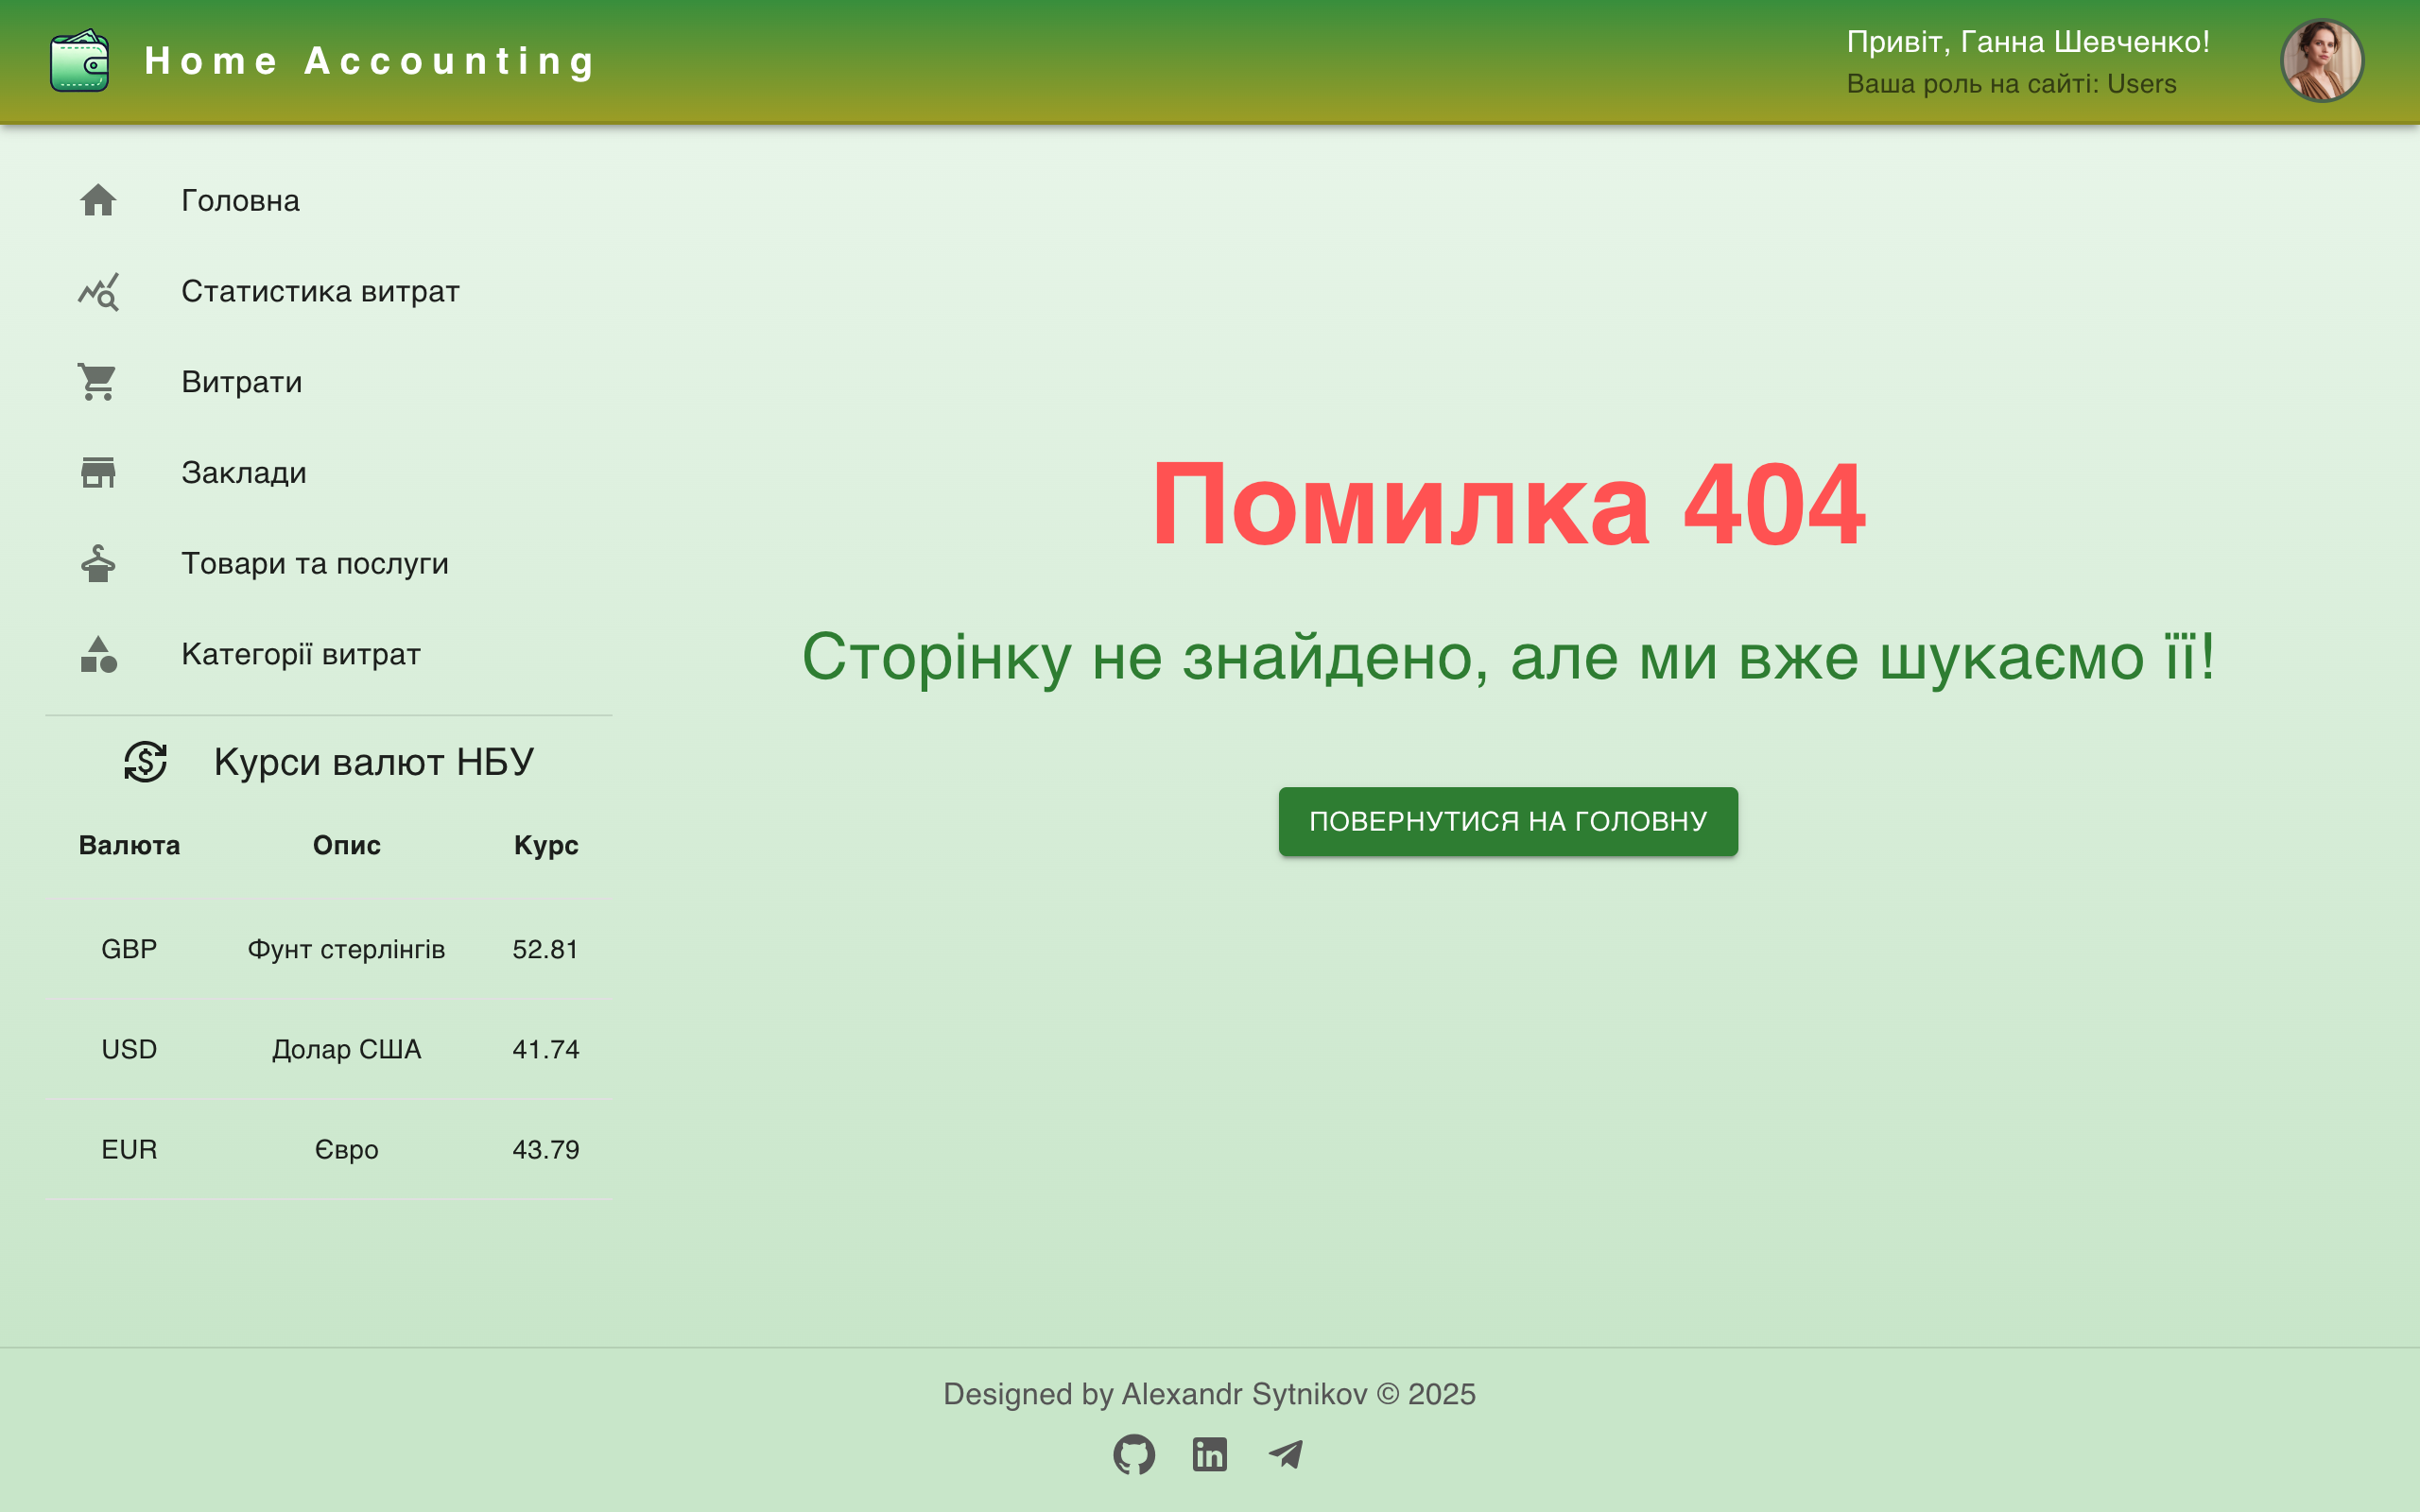 Home Accounting
Привіт, Ганна Шевченко!
Ваша роль на сайті: Users
Головна
Статистика витрат
Витрати
Заклади
Товари та послуги
Категорії витрат
Курси валют НБУ
Валюта Опис Курс
GBP Фунт стерлінгів 52.81
USD Долар США 41.74
EUR Євро 43.79
Помилка 404
Сторінку не знайдено, але ми вже шукаємо її!
ПОВЕРНУТИСЯ НА ГОЛОВНУ
Designed by Alexandr Sytnikov © 2025